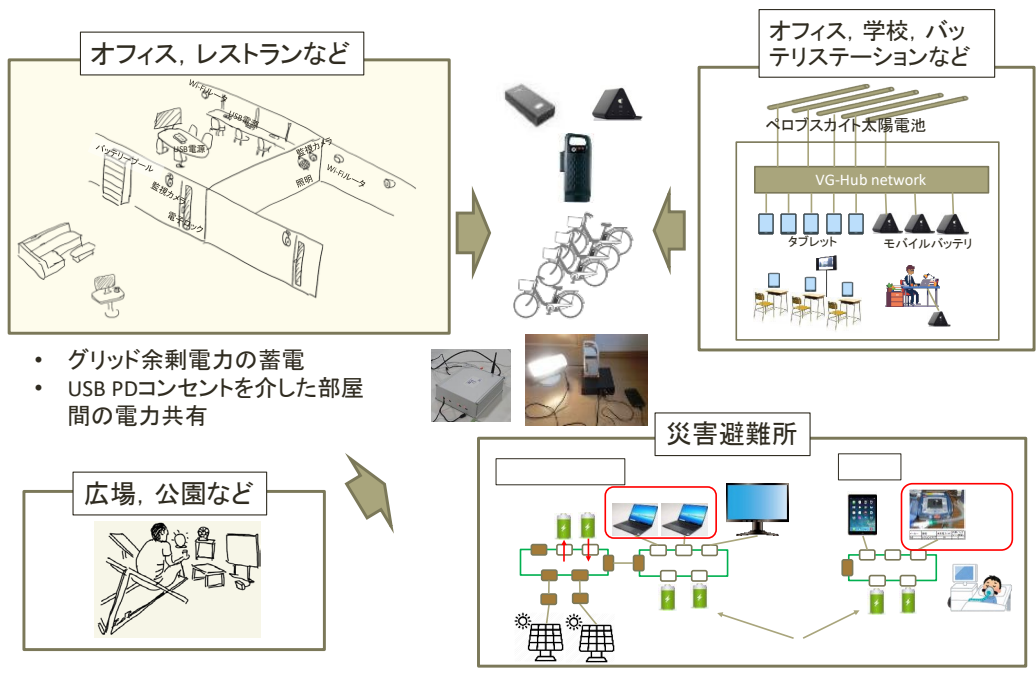 オフィス，レストランなど
Wi-Fiルータ
USB電源
USB電源
監視カメラ
Wi-Fiルータ
照明
バッテリープール
監視カメラ
電子ロック
• グリッド余剰電力の蓄電
• USB PDコンセントを介した部屋
間の電力共有
オフィス，学校，バッ
テリステーションなど
ペロブスカイト太陽電池
VG-Hub network
タブレット
モバイルバッテリ
広場，公園など
災害避難所